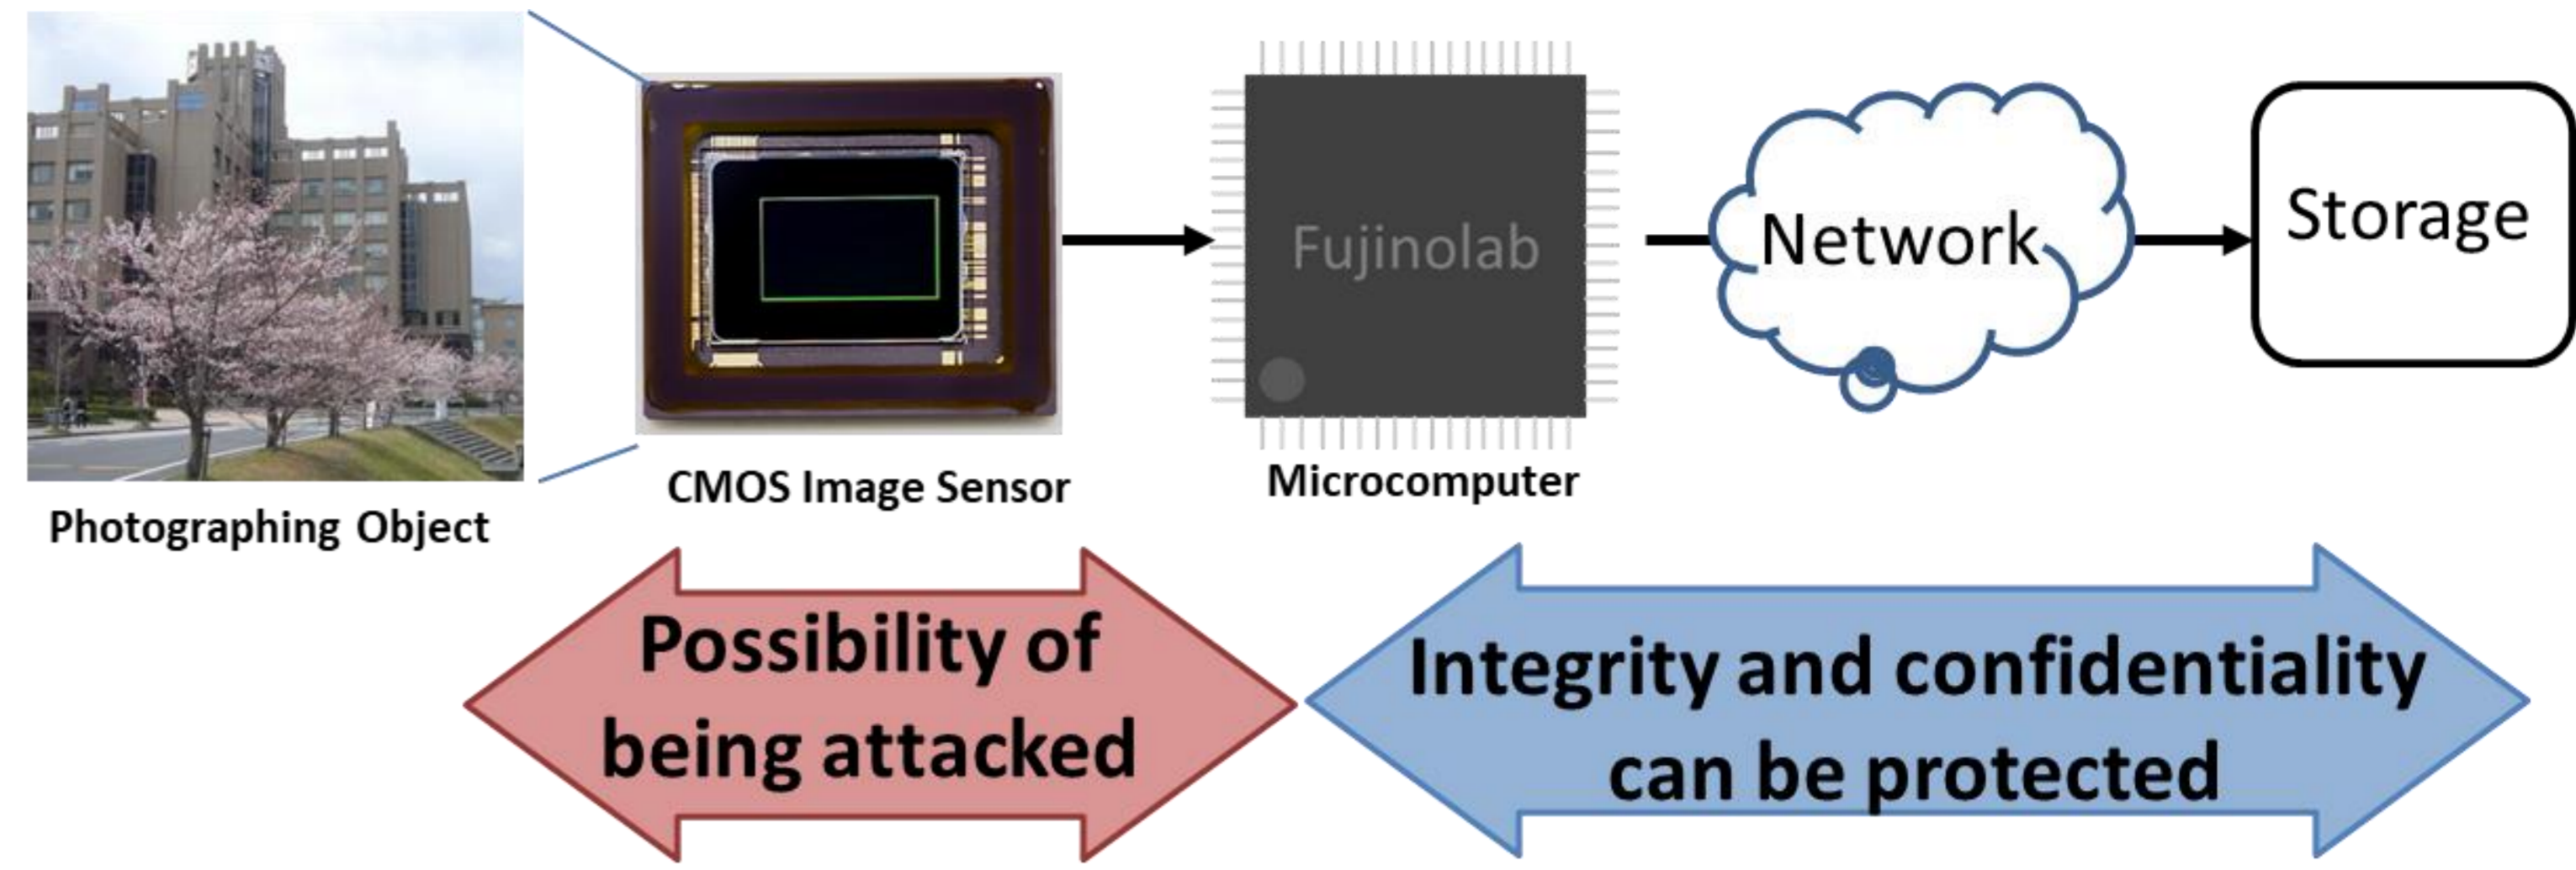 Fujinolab
Network
Storage
Photographing Object
CMOS Image Sensor
Microcomputer
Possibility of
being attacked
Integrity and confidentiality
can be protected